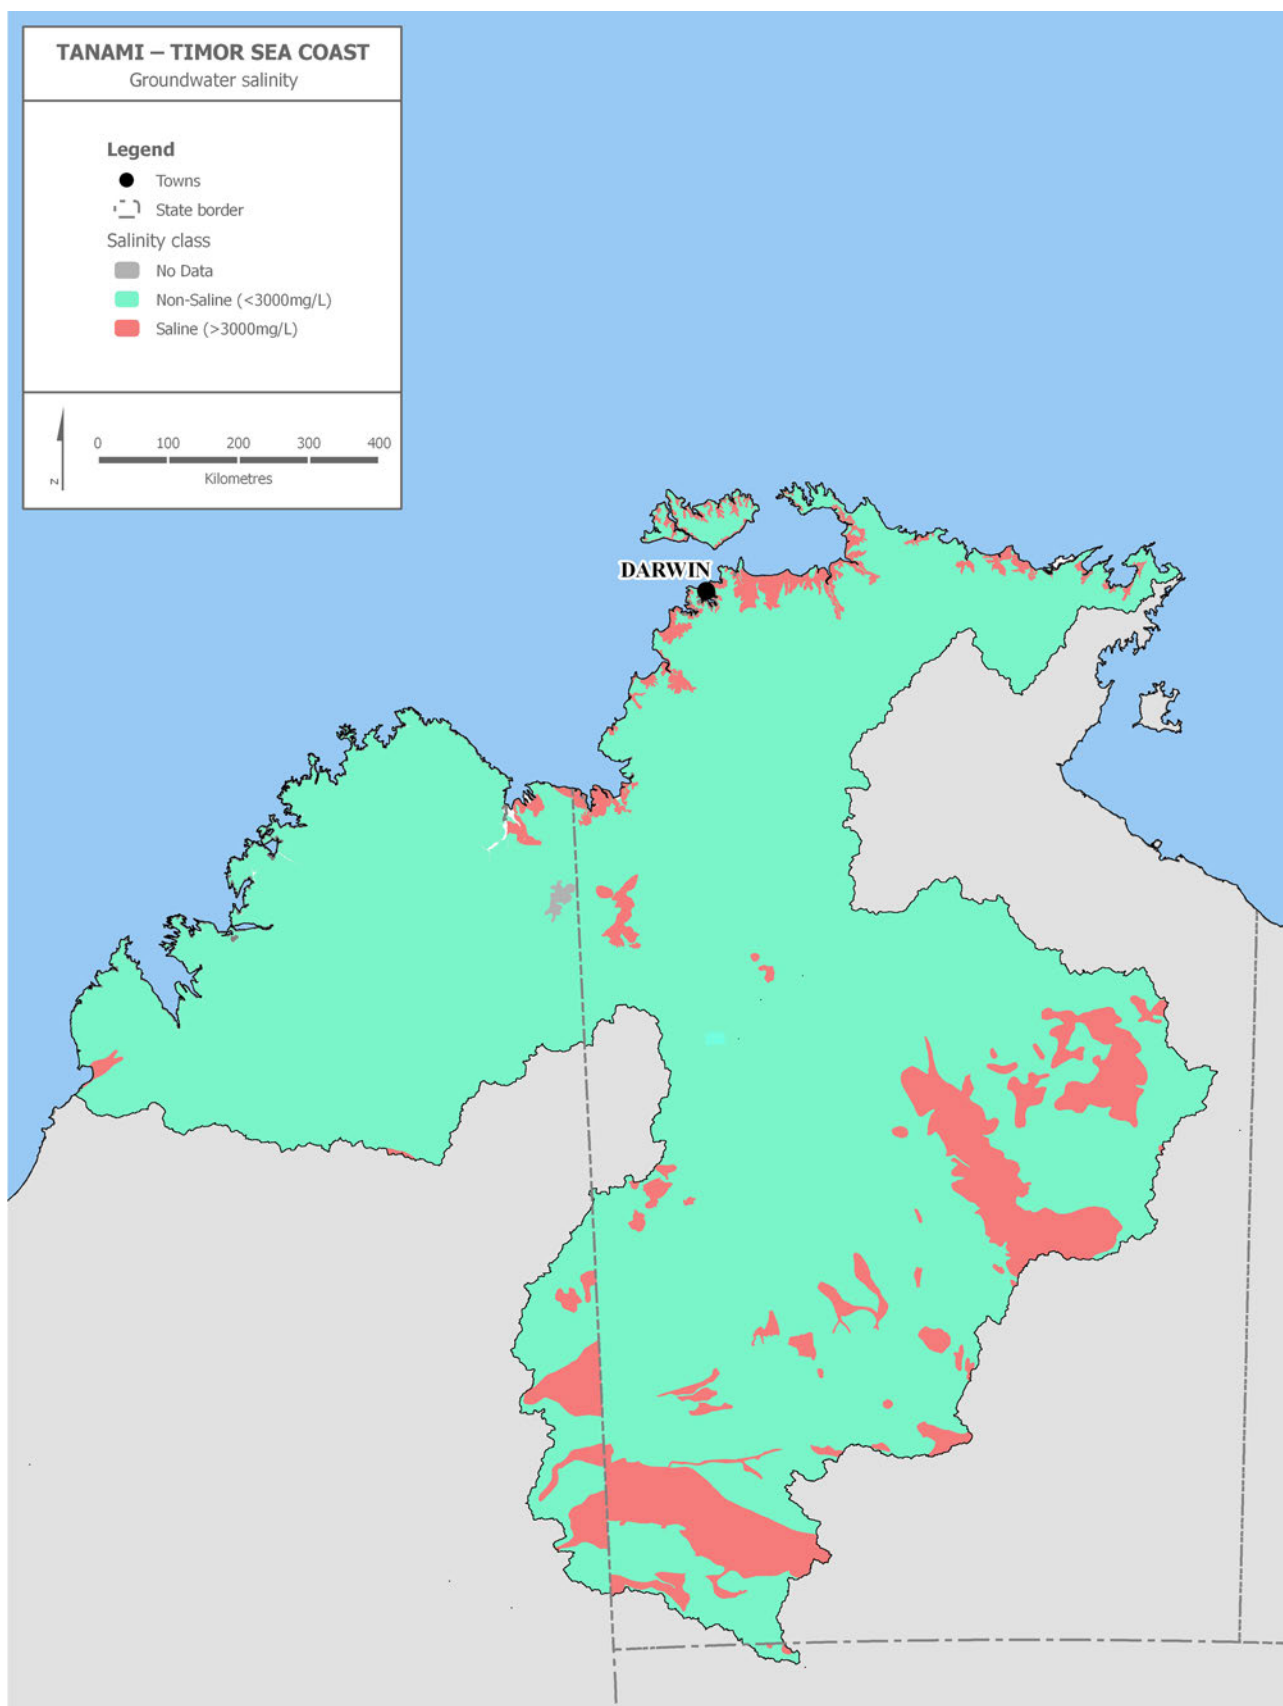 TANAMI – TIMOR SEA COAST
Groundwater salinity
Legend
Towns
State border
Salinity class
No Data
Non-Saline (<3000mg/L)
Saline (>3000mg/L)
0 100 200 300 400
Kilometres
N
DARWIN